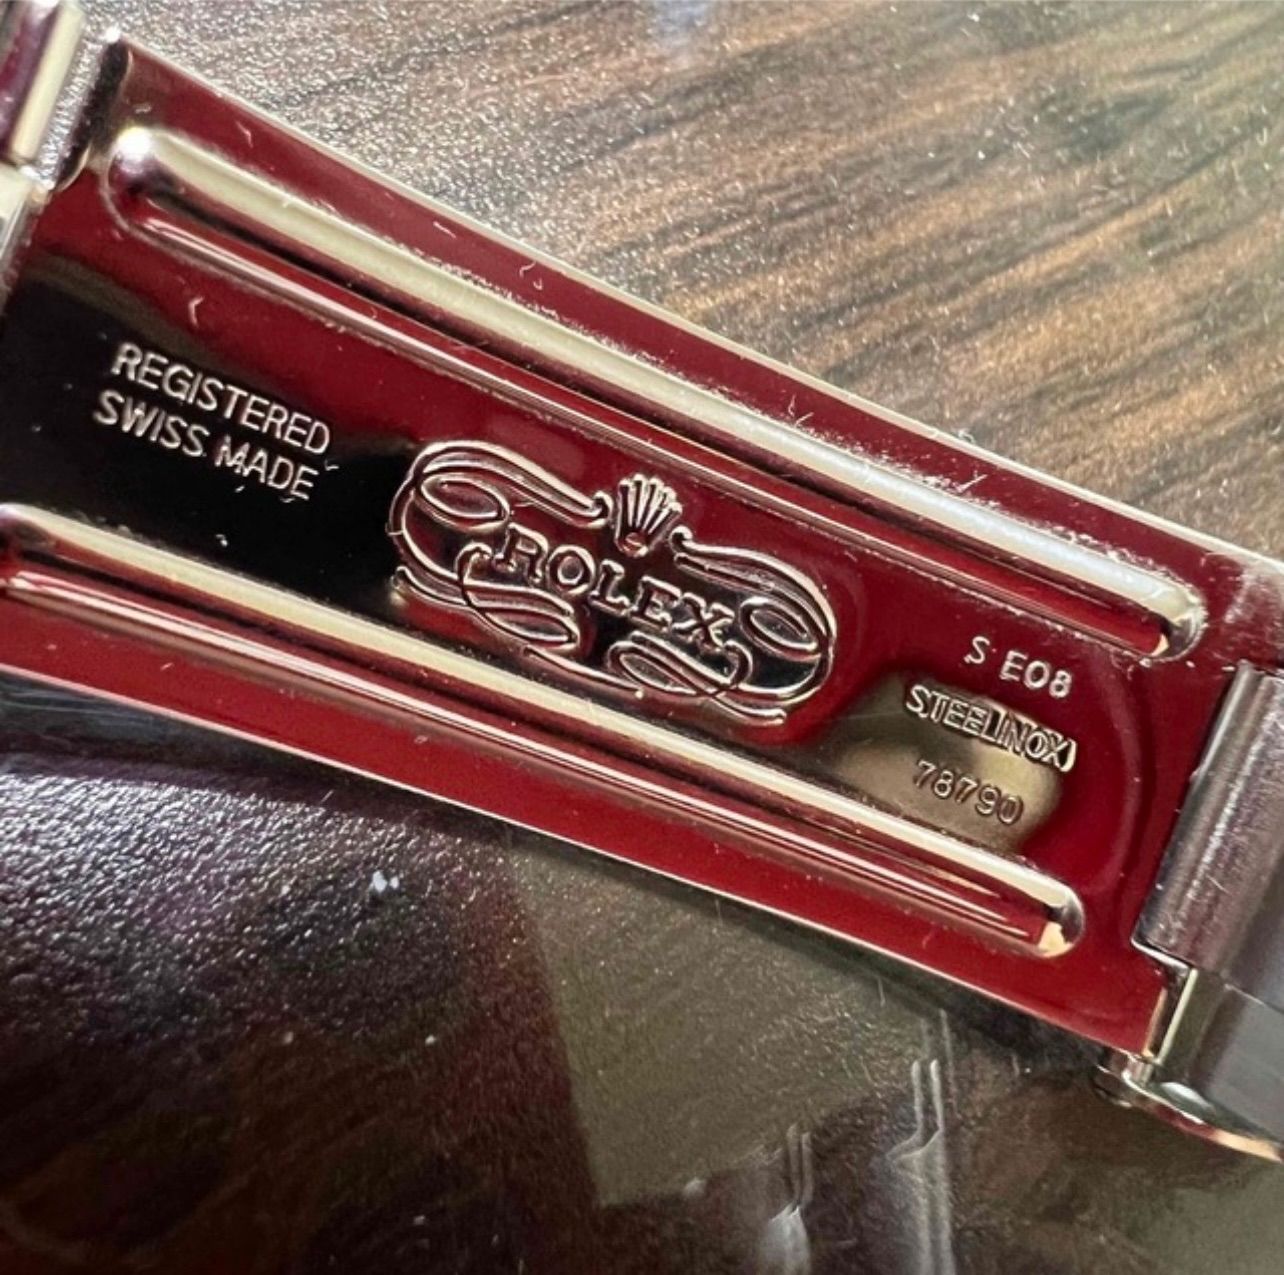 REGISTERED
SWISS MADE
ROLEX
S E08
STEELINOX
78790